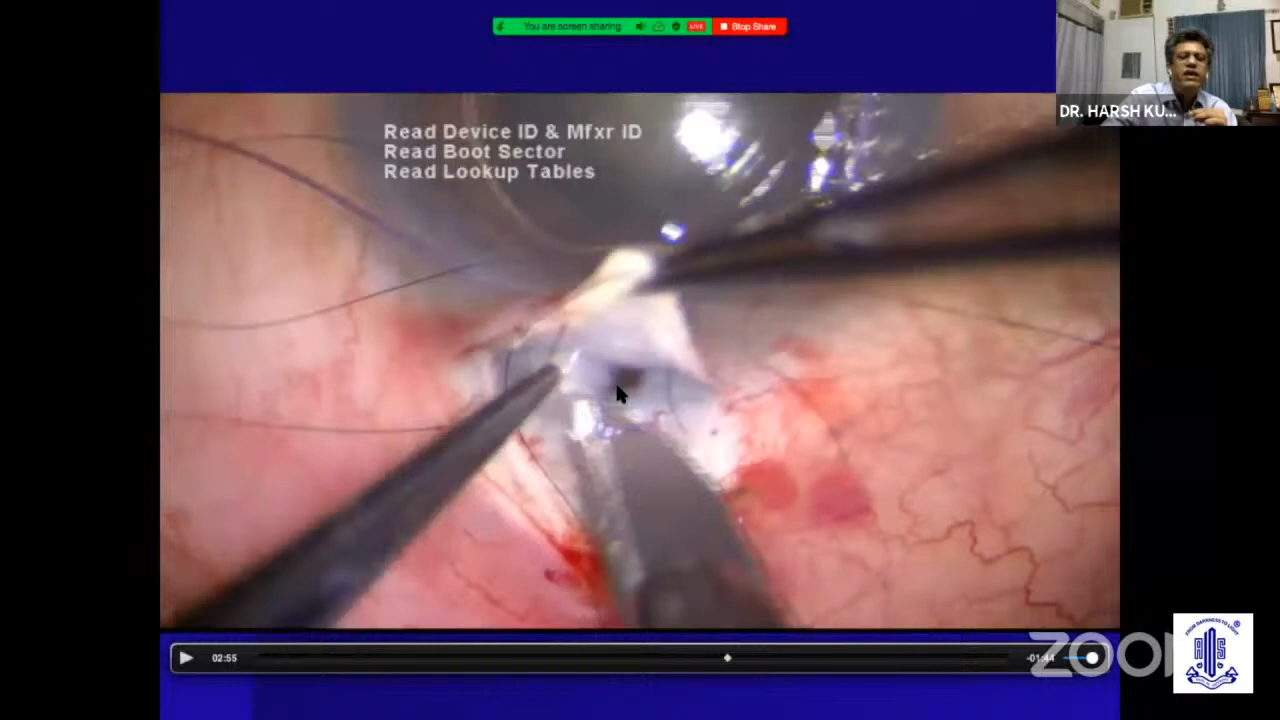 You are screen sharing LIVE Stop Share
DR. HARSH KU...
Read Device ID & Mfxr ID
Read Boot Sector
Read Lookup Tables
02:55
-01:44
ZOOM